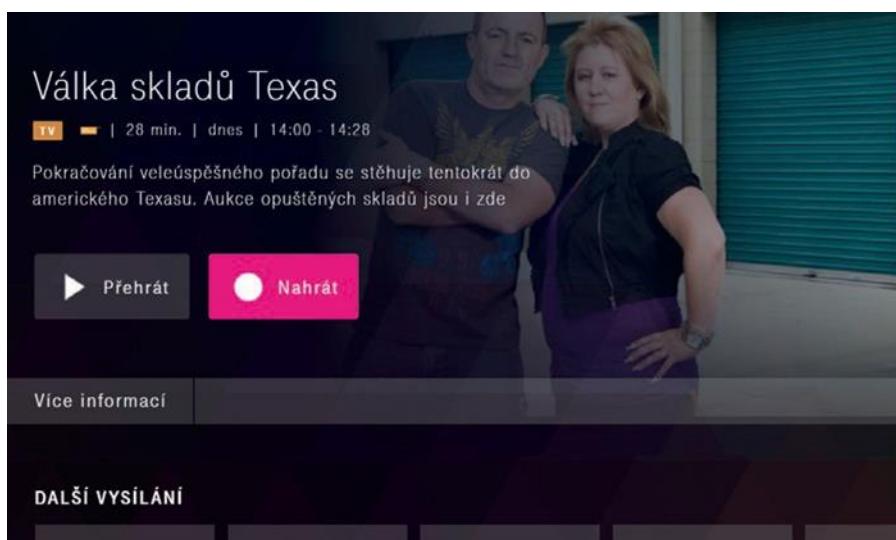 Válka skladů Texas
TV | 28 min. | dnes | 14:00 - 14:28
Pokračování veleúspěšného pořadu se stěhuje tentokrát do
amerického Texasu. Aukce opuštěných skladů jsou i zde
Přehrát
Nahrát
Více informací
DALŠÍ VYSÍLÁNÍ